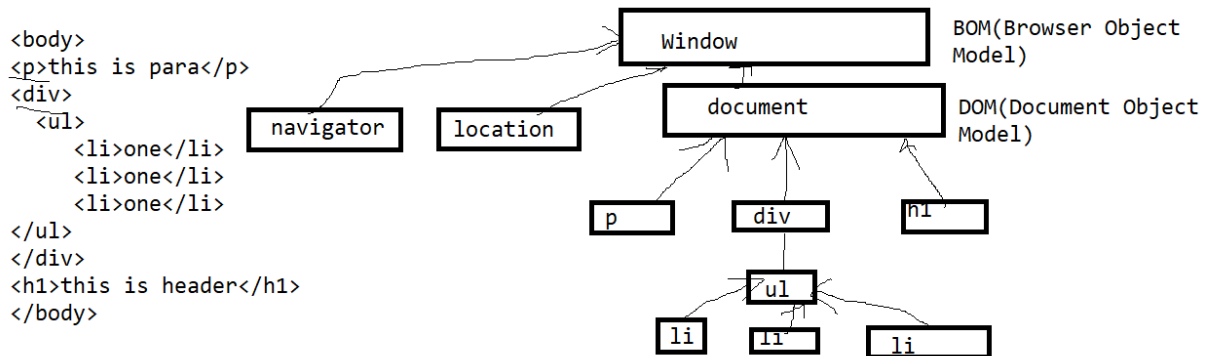 <body>
<p>this is para</p>
<div>
<ul>
<li>one</li>
<li>one</li>
<li>one</li>
</ul>
</div>
<h1>this is header</h1>
</body>
Window
BOM(Browser Object
Model)
navigator
location
document
DOM(Document Object
Model)
p
div
h1
ul
li
li
li